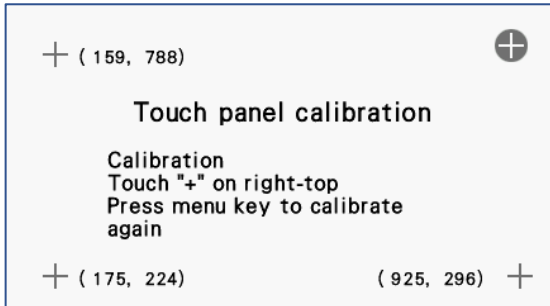 ( 159, 788)
Touch panel calibration
Calibration
Touch "+" on right-top
Press menu key to calibrate
again
( 175, 224)
( 925, 296)